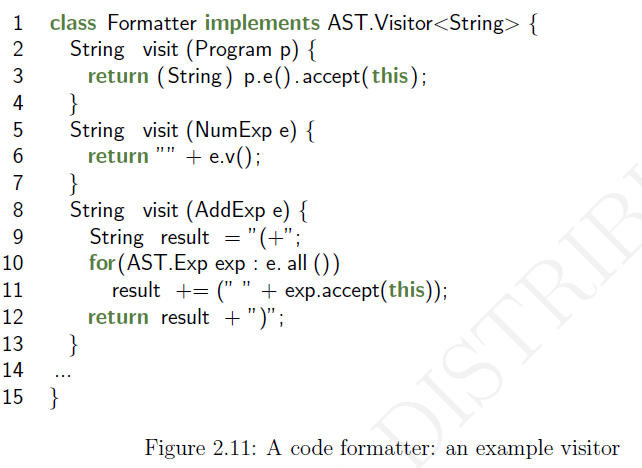 1 class Formatter implements AST.Visitor<String> {
2 String visit (Program p) {
3 return (String) p.e().accept(this);
4 }
5 String visit (NumExp e) {
6 return "" + e.v();
7 }
8 String visit (AddExp e) {
9 String result = "(+";
10 for(AST.Exp exp : e. all ())
11 result += (" " + exp.accept(this));
12 return result + ")";
13 }
14 ...
15 }
Figure 2.11: A code formatter: an example visitor
DISTRIB